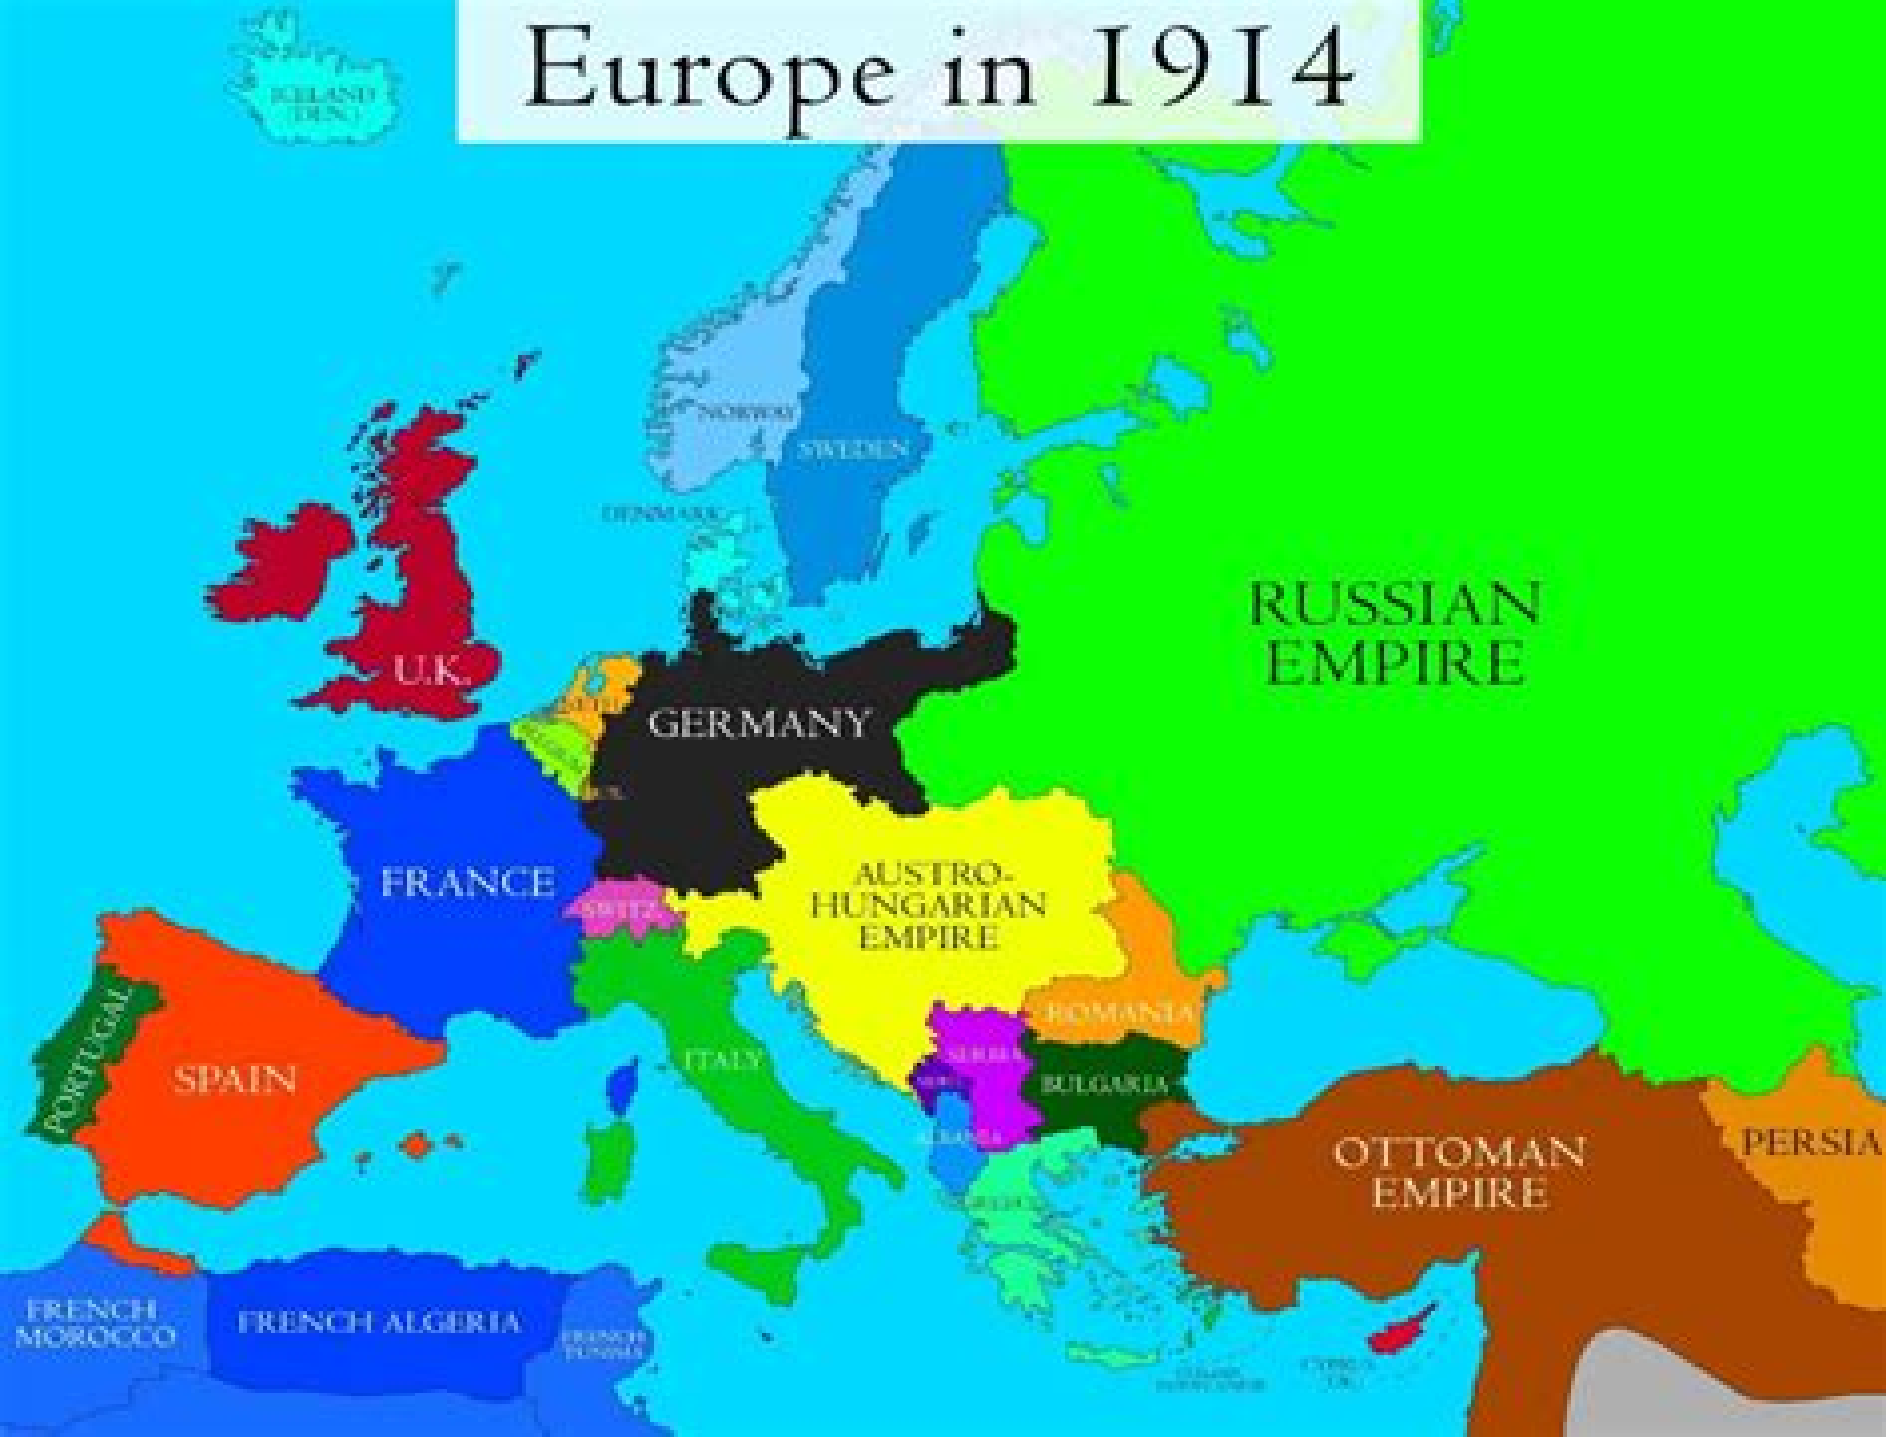 Europe in 1914
ICELAND
(DEN.)
NORWAY
SWEDEN
DENMARK
RUSSIAN
EMPIRE
U.K.
GERMANY
FRANCE
SWITZ.
AUSTRO-
HUNGARIAN
EMPIRE
ROMANIA
PORTUGAL
SPAIN
ITALY
SERBIA
BULGARIA
ALBANIA
OTTOMAN
EMPIRE
PERSIA
GREECE
FRENCH
MOROCCO
FRENCH ALGERIA
FRENCH
TUNISIA
CYPRUS